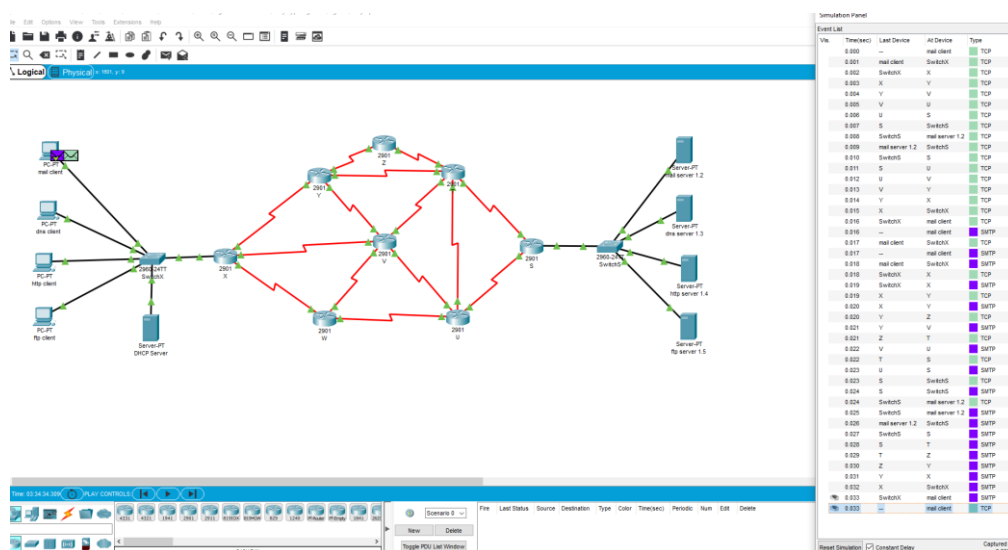 Edit Options View Tools Extensions Help
Logical Physical x: 1601, y: 9
PC-PT
mail client
PC-PT
dns client
PC-PT
http client
PC-PT
ftp client
2960-24TT
SwitchX
Server-PT
DHCP Server
2901
X
2901
Y
2901
Z
2901
2901
V
2901
W
2901
U
2901
S
2960-24TT
SwitchS
Server-PT
mail server 1.2
Server-PT
dns server 1.3
Server-PT
http server 1.4
Server-PT
ftp server 1.5
Time: 03:34:34.309 PLAY CONTROLS:
4331 4321 1941 2901 2911 819IOX 819HGW 829 1240
Scenario 0
New Delete
Toggle PDU List Window
Fire Last Status Source Destination Type Color Time(sec) Periodic Num Edit Delete
Simulation Panel
Event List
Vis. Time(sec) Last Device At Device Type
0.000 -- mail client TCP
0.001 mail client SwitchX TCP
0.002 SwitchX X TCP
0.003 X Y TCP
0.004 Y V TCP
0.005 V U TCP
0.006 U S TCP
0.007 S SwitchS TCP
0.008 SwitchS mail server 1.2 TCP
0.009 mail server 1.2 SwitchS TCP
0.010 SwitchS S TCP
0.011 S U TCP
0.012 U V TCP
0.013 V Y TCP
0.014 Y X TCP
0.015 X SwitchX TCP
0.016 SwitchX mail client TCP
0.016 -- mail client SMTP
0.017 mail client SwitchX TCP
0.017 -- mail client SMTP
0.018 mail client SwitchX SMTP
0.018 SwitchX X TCP
0.019 SwitchX X SMTP
0.019 X Y TCP
0.020 X Y SMTP
0.020 Y Z TCP
0.021 Y V SMTP
0.021 Z T TCP
0.022 V U SMTP
0.022 T S TCP
0.023 U S SMTP
0.023 S SwitchS TCP
0.024 S SwitchS SMTP
0.024 SwitchS mail server 1.2 TCP
0.025 SwitchS mail server 1.2 SMTP
0.026 mail server 1.2 SwitchS SMTP
0.027 SwitchS S SMTP
0.028 S T SMTP
0.029 T Z SMTP
0.030 Z Y SMTP
0.031 Y X SMTP
0.032 X SwitchX SMTP
0.033 SwitchX mail client SMTP
0.033 -- mail client TCP
Reset Simulation Constant Delay Captured